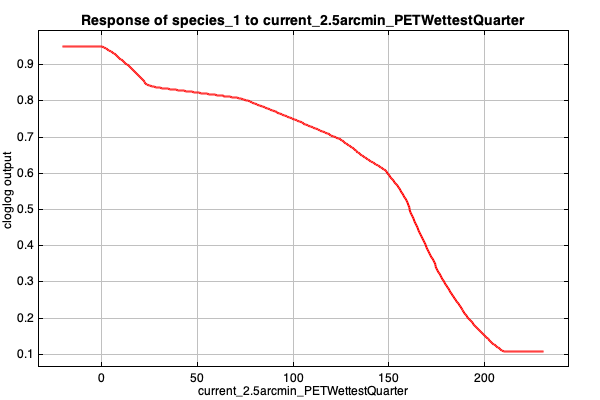 Response of species_1 to current_2.5arcmin_PETWettestQuarter
cloglog output
0.9
0.8
0.7
0.6
0.5
0.4
0.3
0.2
0.1
0 50 100 150 200
current_2.5arcmin_PETWettestQuarter